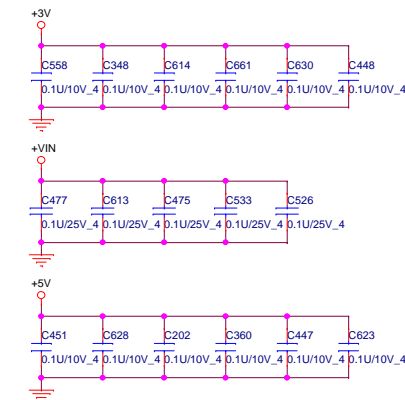 +3V
C558 C348 C614 C661 C630 C448
0.1U/10V_4 0.1U/10V_4 0.1U/10V_4 0.1U/10V_4 0.1U/10V_4 0.1U/10V_4
+VIN
C477 C613 C475 C533 C526
0.1U/25V_4 0.1U/25V_4 0.1U/25V_4 0.1U/25V_4 0.1U/25V_4
+5V
C451 C628 C202 C360 C447 C623
0.1U/10V_4 0.1U/10V_4 0.1U/10V_4 0.1U/10V_4 0.1U/10V_4 0.1U/10V_4